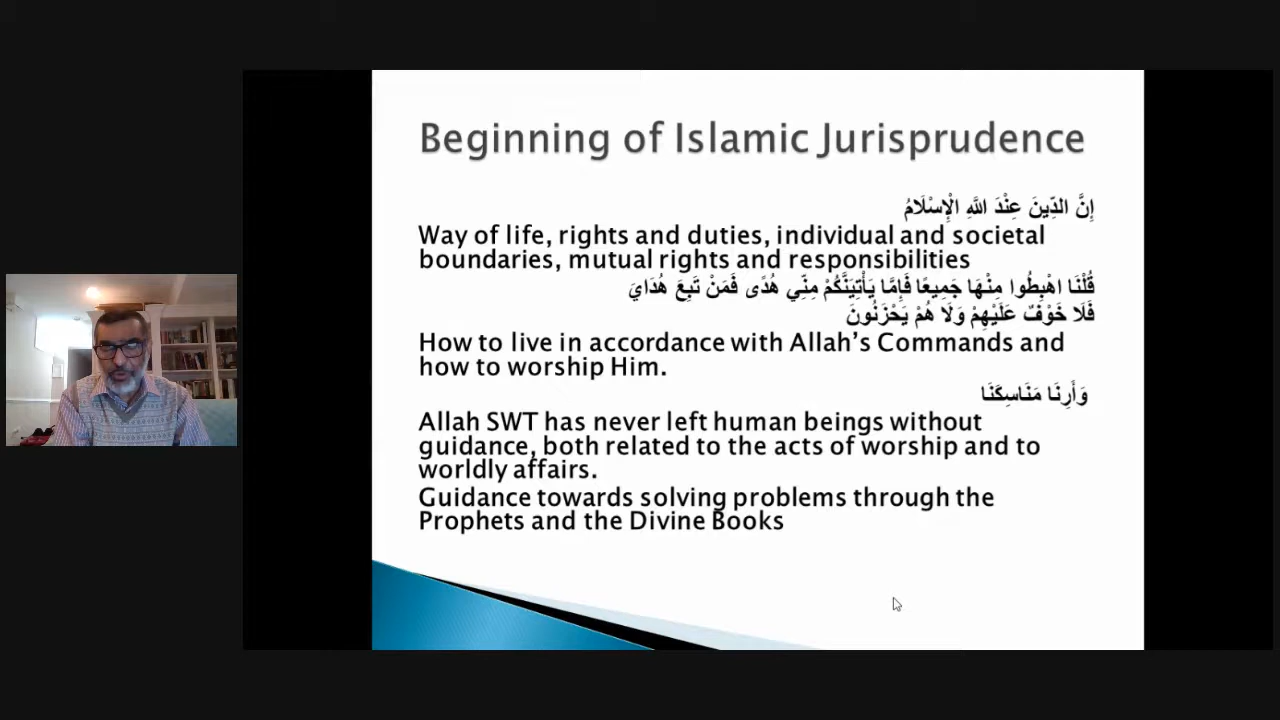 Beginning of Islamic Jurisprudence
إِنَّ الدِّينَ عِنْدَ اللَّهِ الْإِسْلَامُ
Way of life, rights and duties, individual and societal
boundaries, mutual rights and responsibilities
قُلْنَا اهْبِطُوا مِنْهَا جَمِيعًا فَإِمَّا يَأْتِيَنَّكُمْ مِنِّي هُدًى فَمَنْ تَبِعَ هُدَايَ
فَلَا خَوْفٌ عَلَيْهِمْ وَلَا هُمْ يَحْزَنُونَ
How to live in accordance with Allah’s Commands and
how to worship Him.
وَأَرِنَا مَنَاسِكَنَا
Allah SWT has never left human beings without
guidance, both related to the acts of worship and to
worldly affairs.
Guidance towards solving problems through the
Prophets and the Divine Books